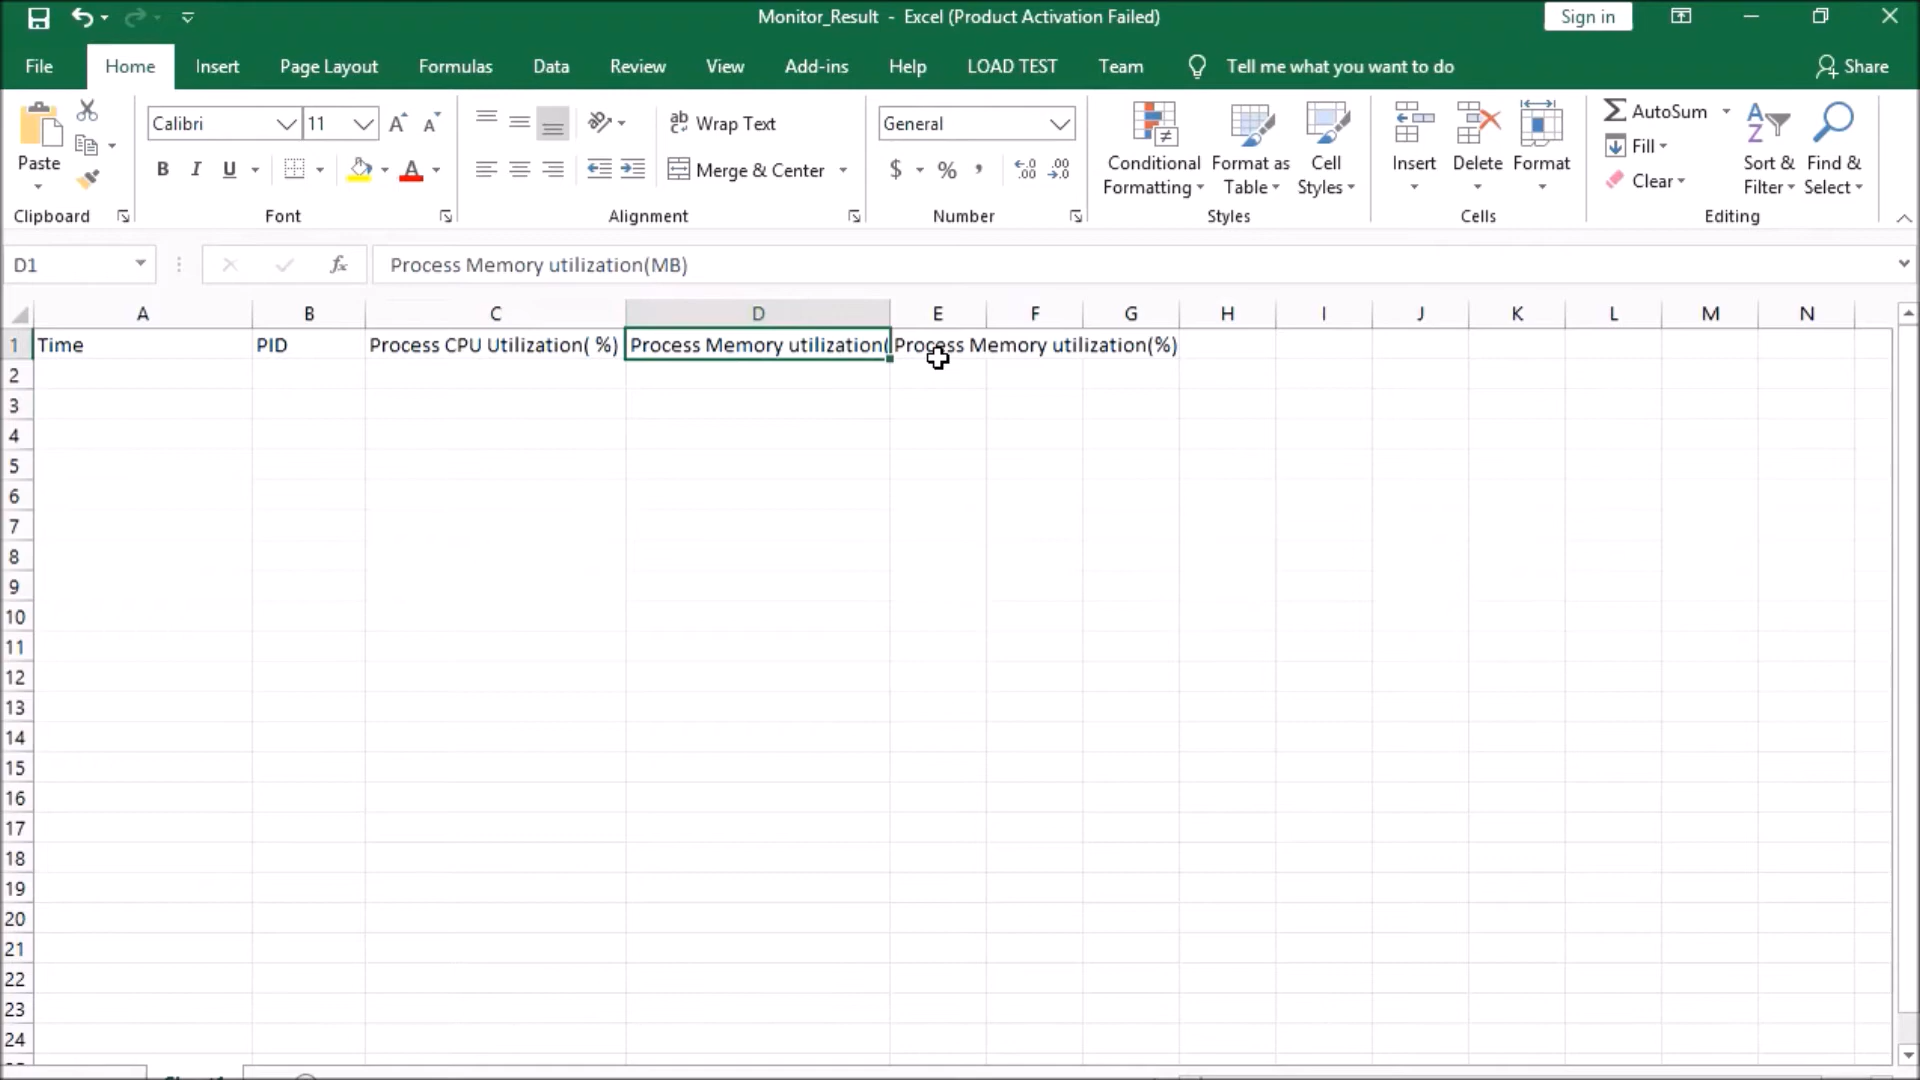 Monitor_Result - Excel (Product Activation Failed)
Sign in
File Home Insert Page Layout Formulas Data Review View Add-ins Help LOAD TEST Team Tell me what you want to do Share
Paste
Clipboard
Calibri 11
B I U
Font
Wrap Text
Merge & Center
Alignment
General
$ % ,
Number
Conditional Formatting
Format as Table
Cell Styles
Styles
Insert Delete Format
Cells
AutoSum
Fill
Clear
Sort & Filter
Find & Select
Editing
D1 fx Process Memory utilization(MB)
A B C D E F G H I J K L M N
1 Time PID Process CPU Utilization( %) Process Memory utilization( Process Memory utilization(%)
2
3
4
5
6
7
8
9
10
11
12
13
14
15
16
17
18
19
20
21
22
23
24